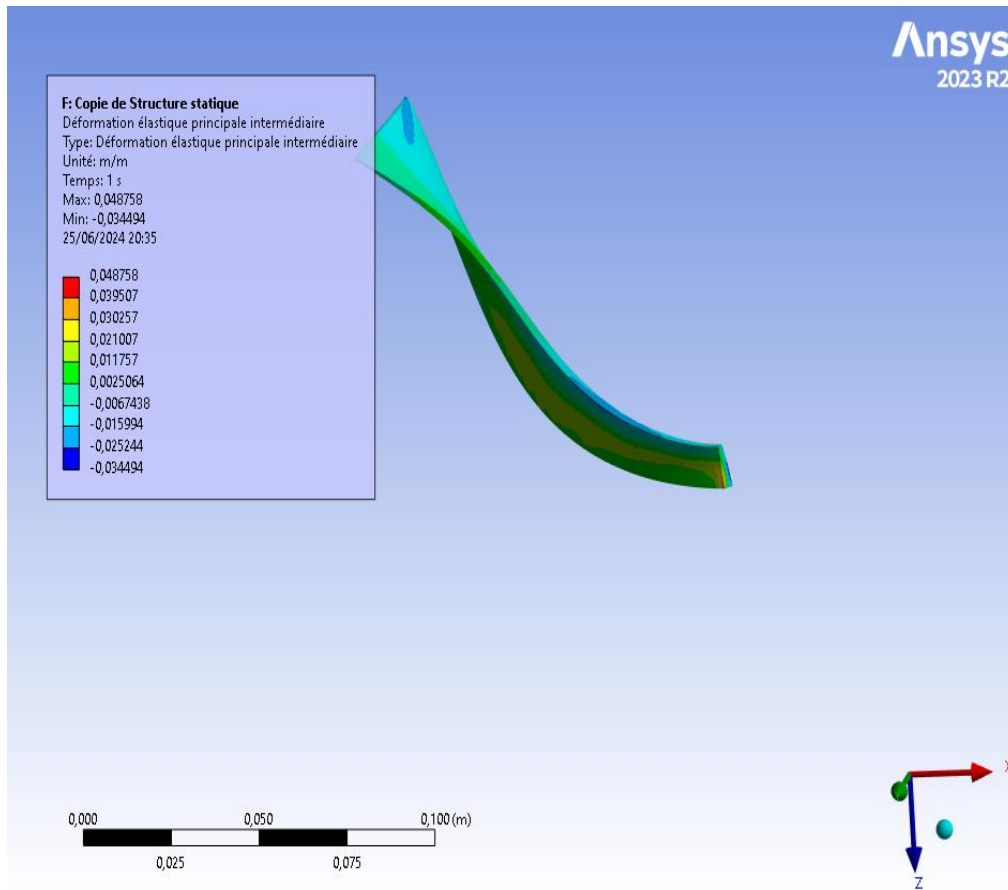 Ansys
2023 R2
F: Copie de Structure statique
Déformation élastique principale intermédiaire
Type: Déformation élastique principale intermédiaire
Unité: m/m
Temps: 1 s
Max: 0,048758
Min: -0,034494
25/06/2024 20:35
0,048758
0,039507
0,030257
0,021007
0,011757
0,0025064
-0,0067438
-0,015994
-0,025244
-0,034494
0,000
0,050
0,100 (m)
0,025
0,075
X
Z